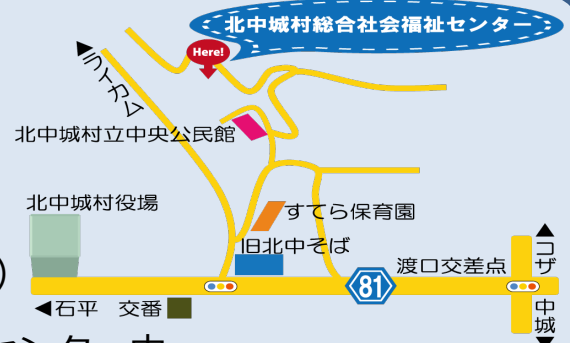 北中城村総合社会福祉センター
Here!
ライカム
北中城村立中央公民館
北中城村役場
すてら保育園
旧北中そば
渡口交差点
▲コザ
81
中城▼
◀石平 交番